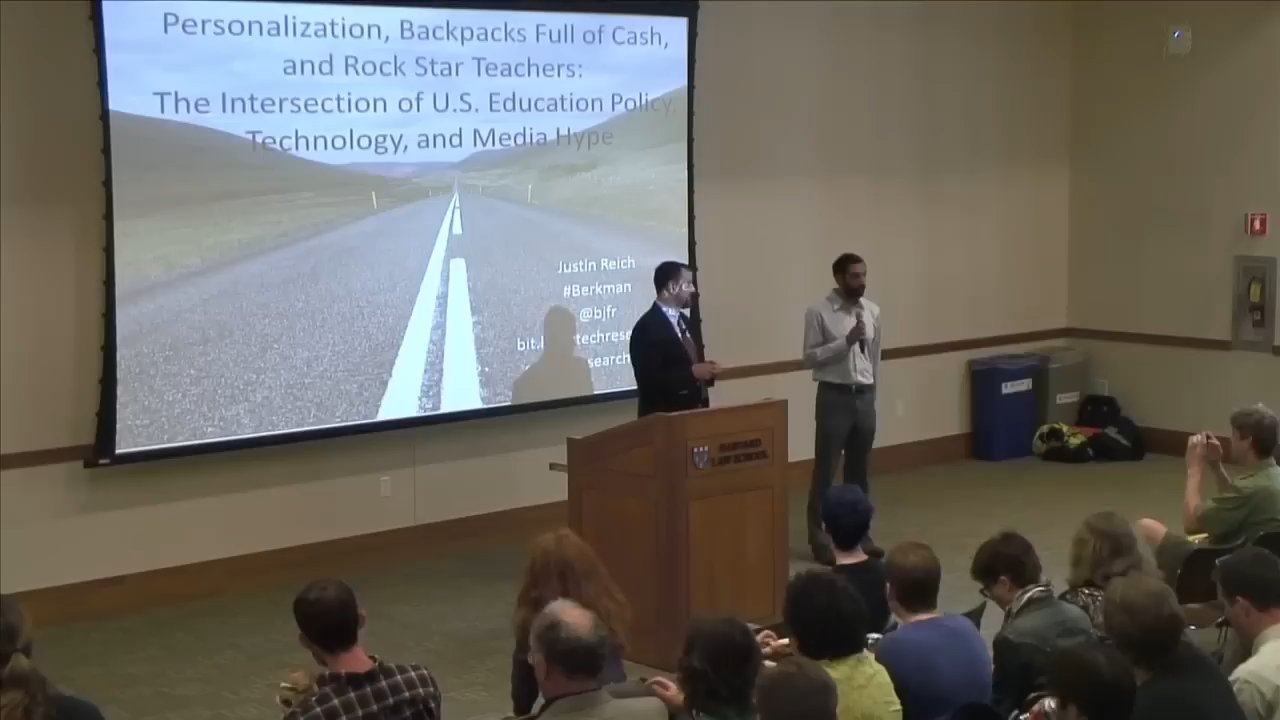 Personalization, Backpacks Full of Cash,
and Rock Star Teachers:
The Intersection of U.S. Education Policy,
Technology, and Media Hype
Justin Reich
#Berkman
@bjfr
HARVARD
LAW SCHOOL